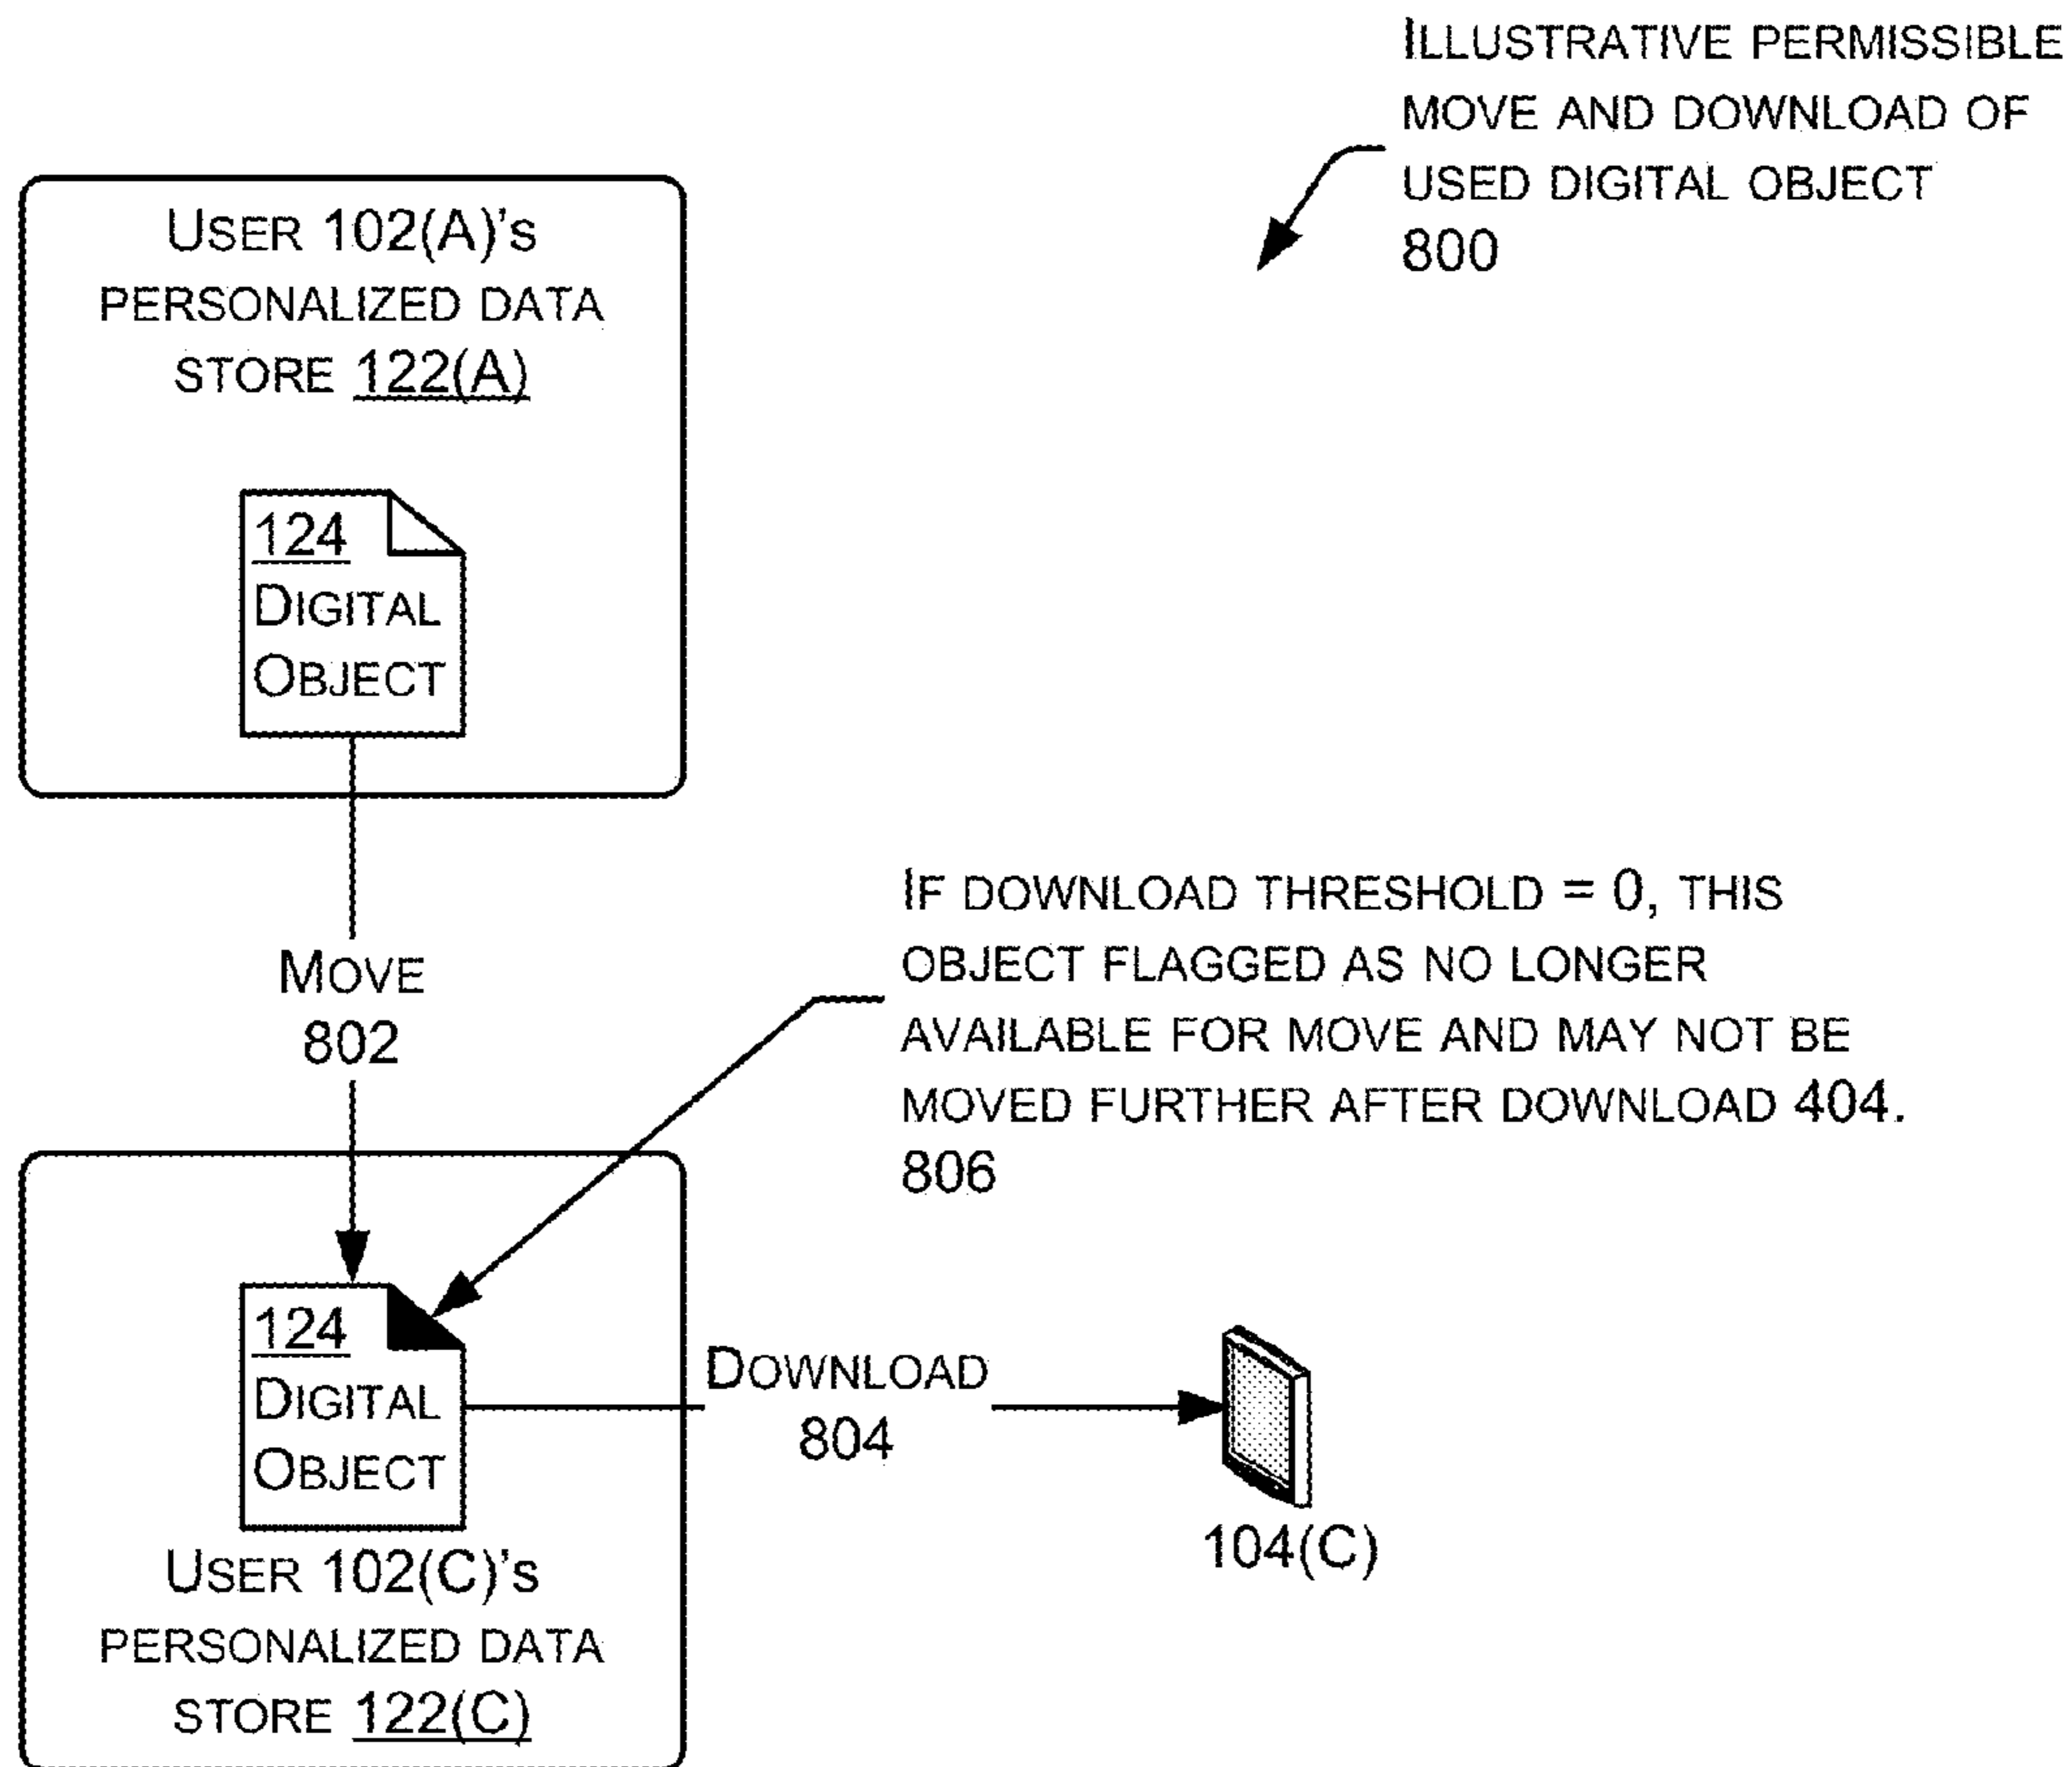 ILLUSTRATIVE PERMISSIBLE
MOVE AND DOWNLOAD OF
USED DIGITAL OBJECT
800
USER 102(A)'S
PERSONALIZED DATA
STORE 122(A)
124
DIGITAL
OBJECT
MOVE
802
IF DOWNLOAD THRESHOLD = 0, THIS
OBJECT FLAGGED AS NO LONGER
AVAILABLE FOR MOVE AND MAY NOT BE
MOVED FURTHER AFTER DOWNLOAD 404.
806
124
DIGITAL
OBJECT
DOWNLOAD
804
104(C)
USER 102(C)'S
PERSONALIZED DATA
STORE 122(C)